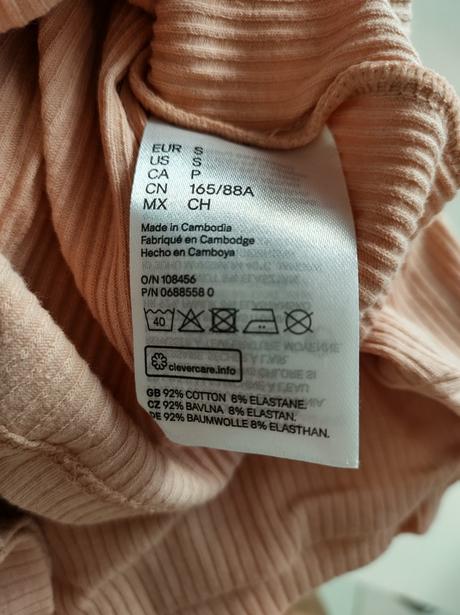 EUR S
US S
CA P
CN 165/88A
MX CH
Made in Cambodia
Fabriqué en Cambodge
Hecho en Camboya
O/N 108456
P/N 0688558 0
40
clevercare.info
GB 92% COTTON 8% ELASTANE.
CZ 92% BAVLNA 8% ELASTAN.
DE 92% BAUMWOLLE 8% ELASTHAN.